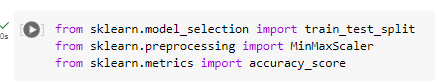 from sklearn.model_selection import train_test_split
from sklearn.preprocessing import MinMaxScaler
0s
from sklearn.metrics import accuracy_score